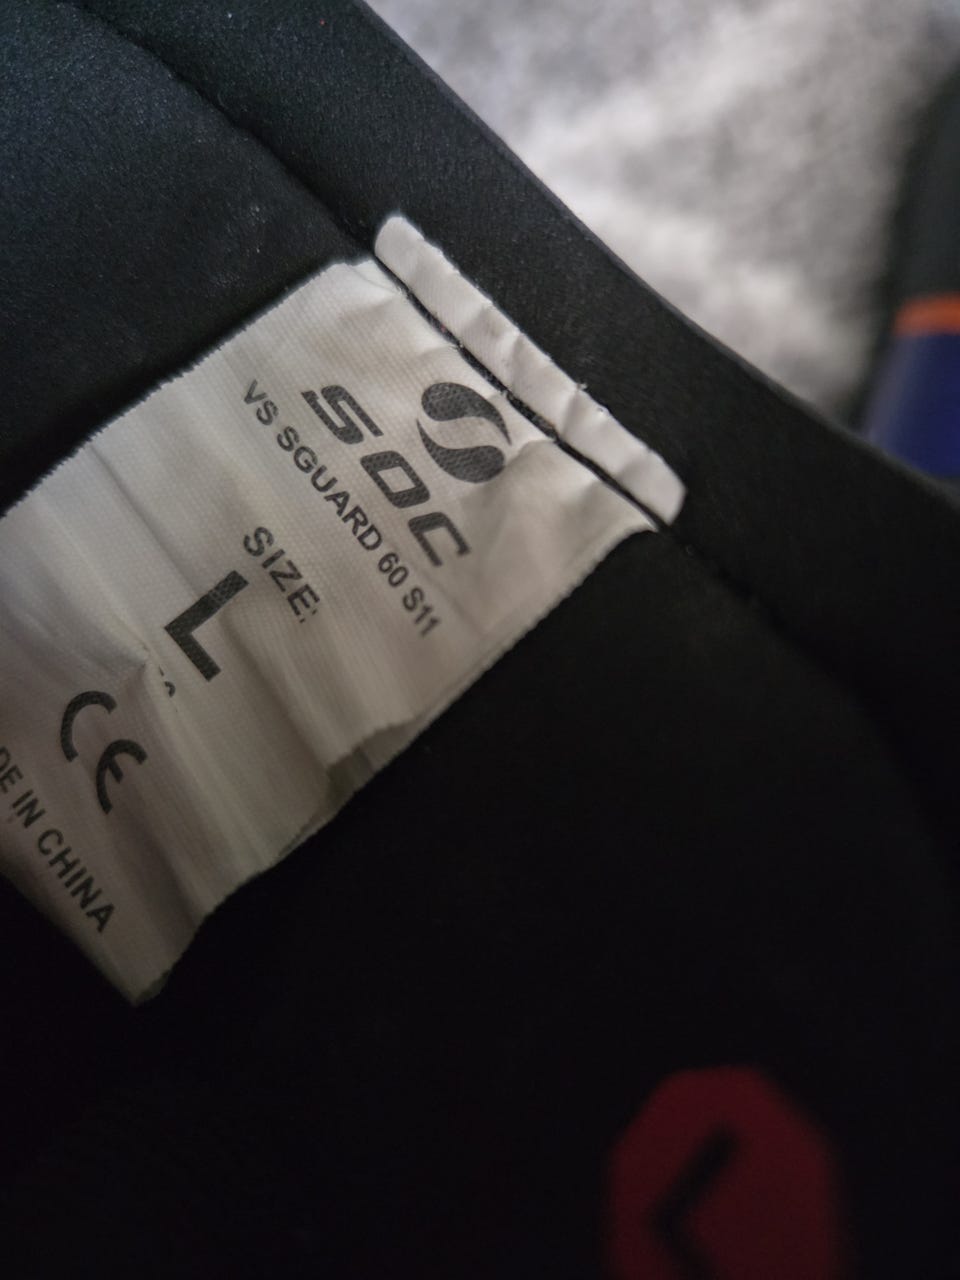 SOC
VS SGUARD 60 S11
SIZE:
L
CE
DE IN CHINA
L